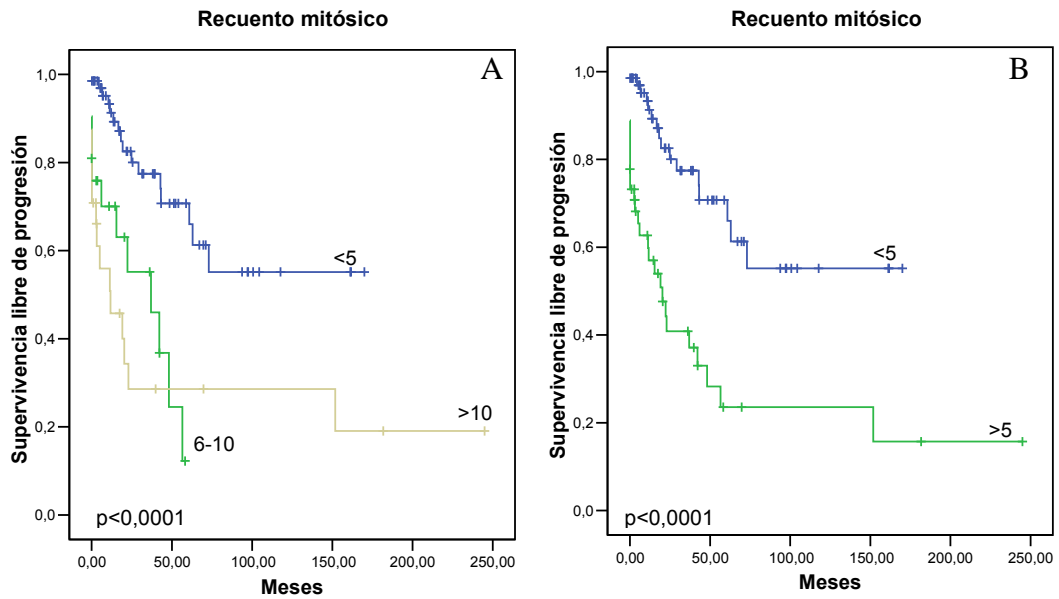 Recuento mitósico
A
Supervivencia libre de progresión
1,0
0,8
0,6
0,4
0,2
0,0
<5
>10
6-10
p<0,0001
0,00 50,00 100,00 150,00 200,00 250,00
Meses
Recuento mitósico
B
Supervivencia libre de progresión
1,0
0,8
0,6
0,4
0,2
0,0
<5
>5
p<0,0001
0,00 50,00 100,00 150,00 200,00 250,00
Meses